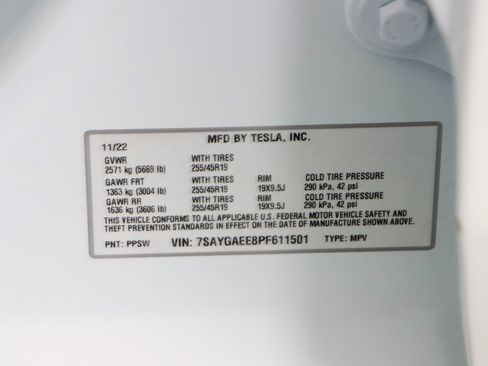 MFD BY TESLA, INC.
11/22
GVWR WITH TIRES
2571 kg (5669 lb) 255/45R19
GAWR FRT WITH TIRES RIM COLD TIRE PRESSURE
1363 kg (3004 lb) 255/45R19 19X9.5J 290 kPa, 42 psi
GAWR RR WITH TIRES RIM COLD TIRE PRESSURE
1636 kg (3606 lb) 255/45R19 19X9.5J 290 kPa, 42 psi
THIS VEHICLE CONFORMS TO ALL APPLICABLE U.S. FEDERAL MOTOR VEHICLE SAFETY AND
THEFT PREVENTION STANDARDS IN EFFECT ON THE DATE OF MANUFACTURE SHOWN ABOVE.
PNT: PPSW VIN: 7SAYGAEE8PF611501 TYPE: MPV